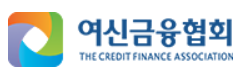 여신금융협회
THE CREDIT FINANCE ASSOCIATION